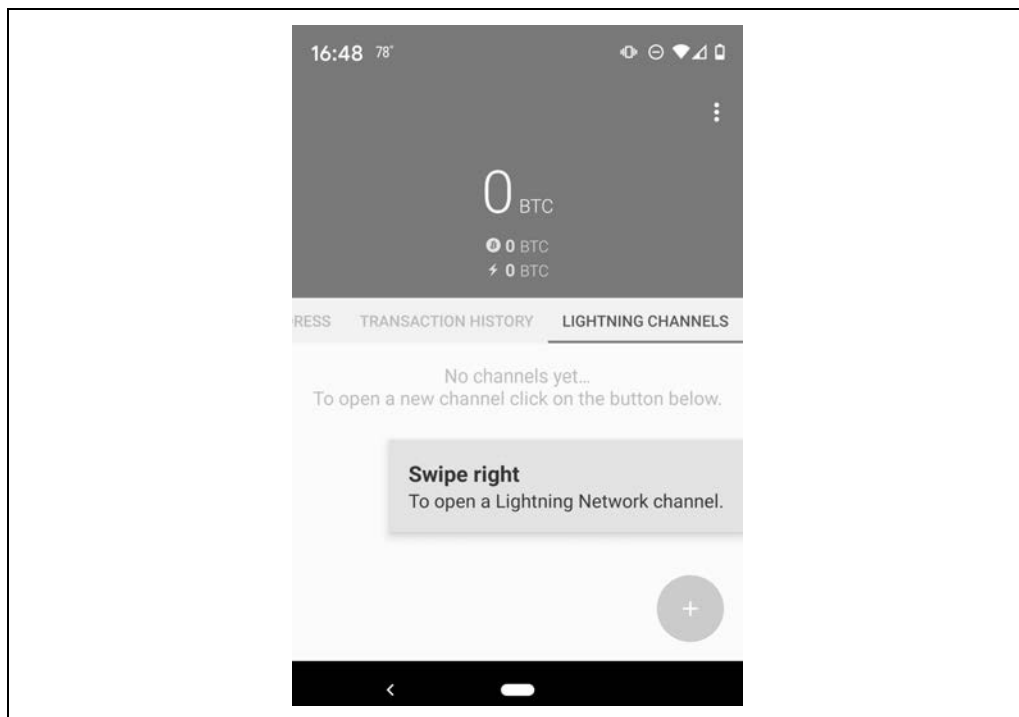 16:48 78°
0 BTC
0 BTC
0 BTC
RESS TRANSACTION HISTORY LIGHTNING CHANNELS
No channels yet...
To open a new channel click on the button below.
Swipe right
To open a Lightning Network channel.
+